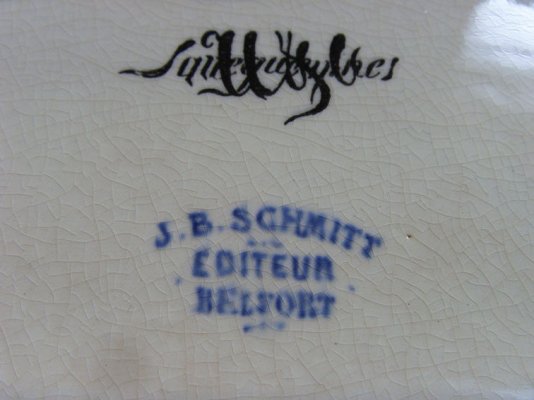 J. B. SCHMITT
ÉDITEUR
BELFORT